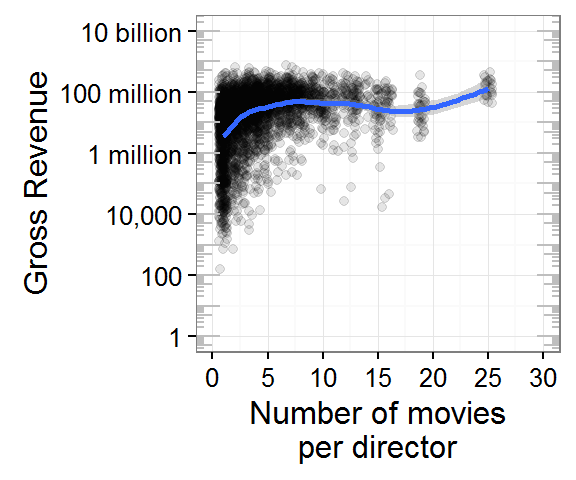 Gross Revenue
10 billion
100 million
1 million
10,000
100
1
0 5 10 15 20 25 30
Number of movies
per director